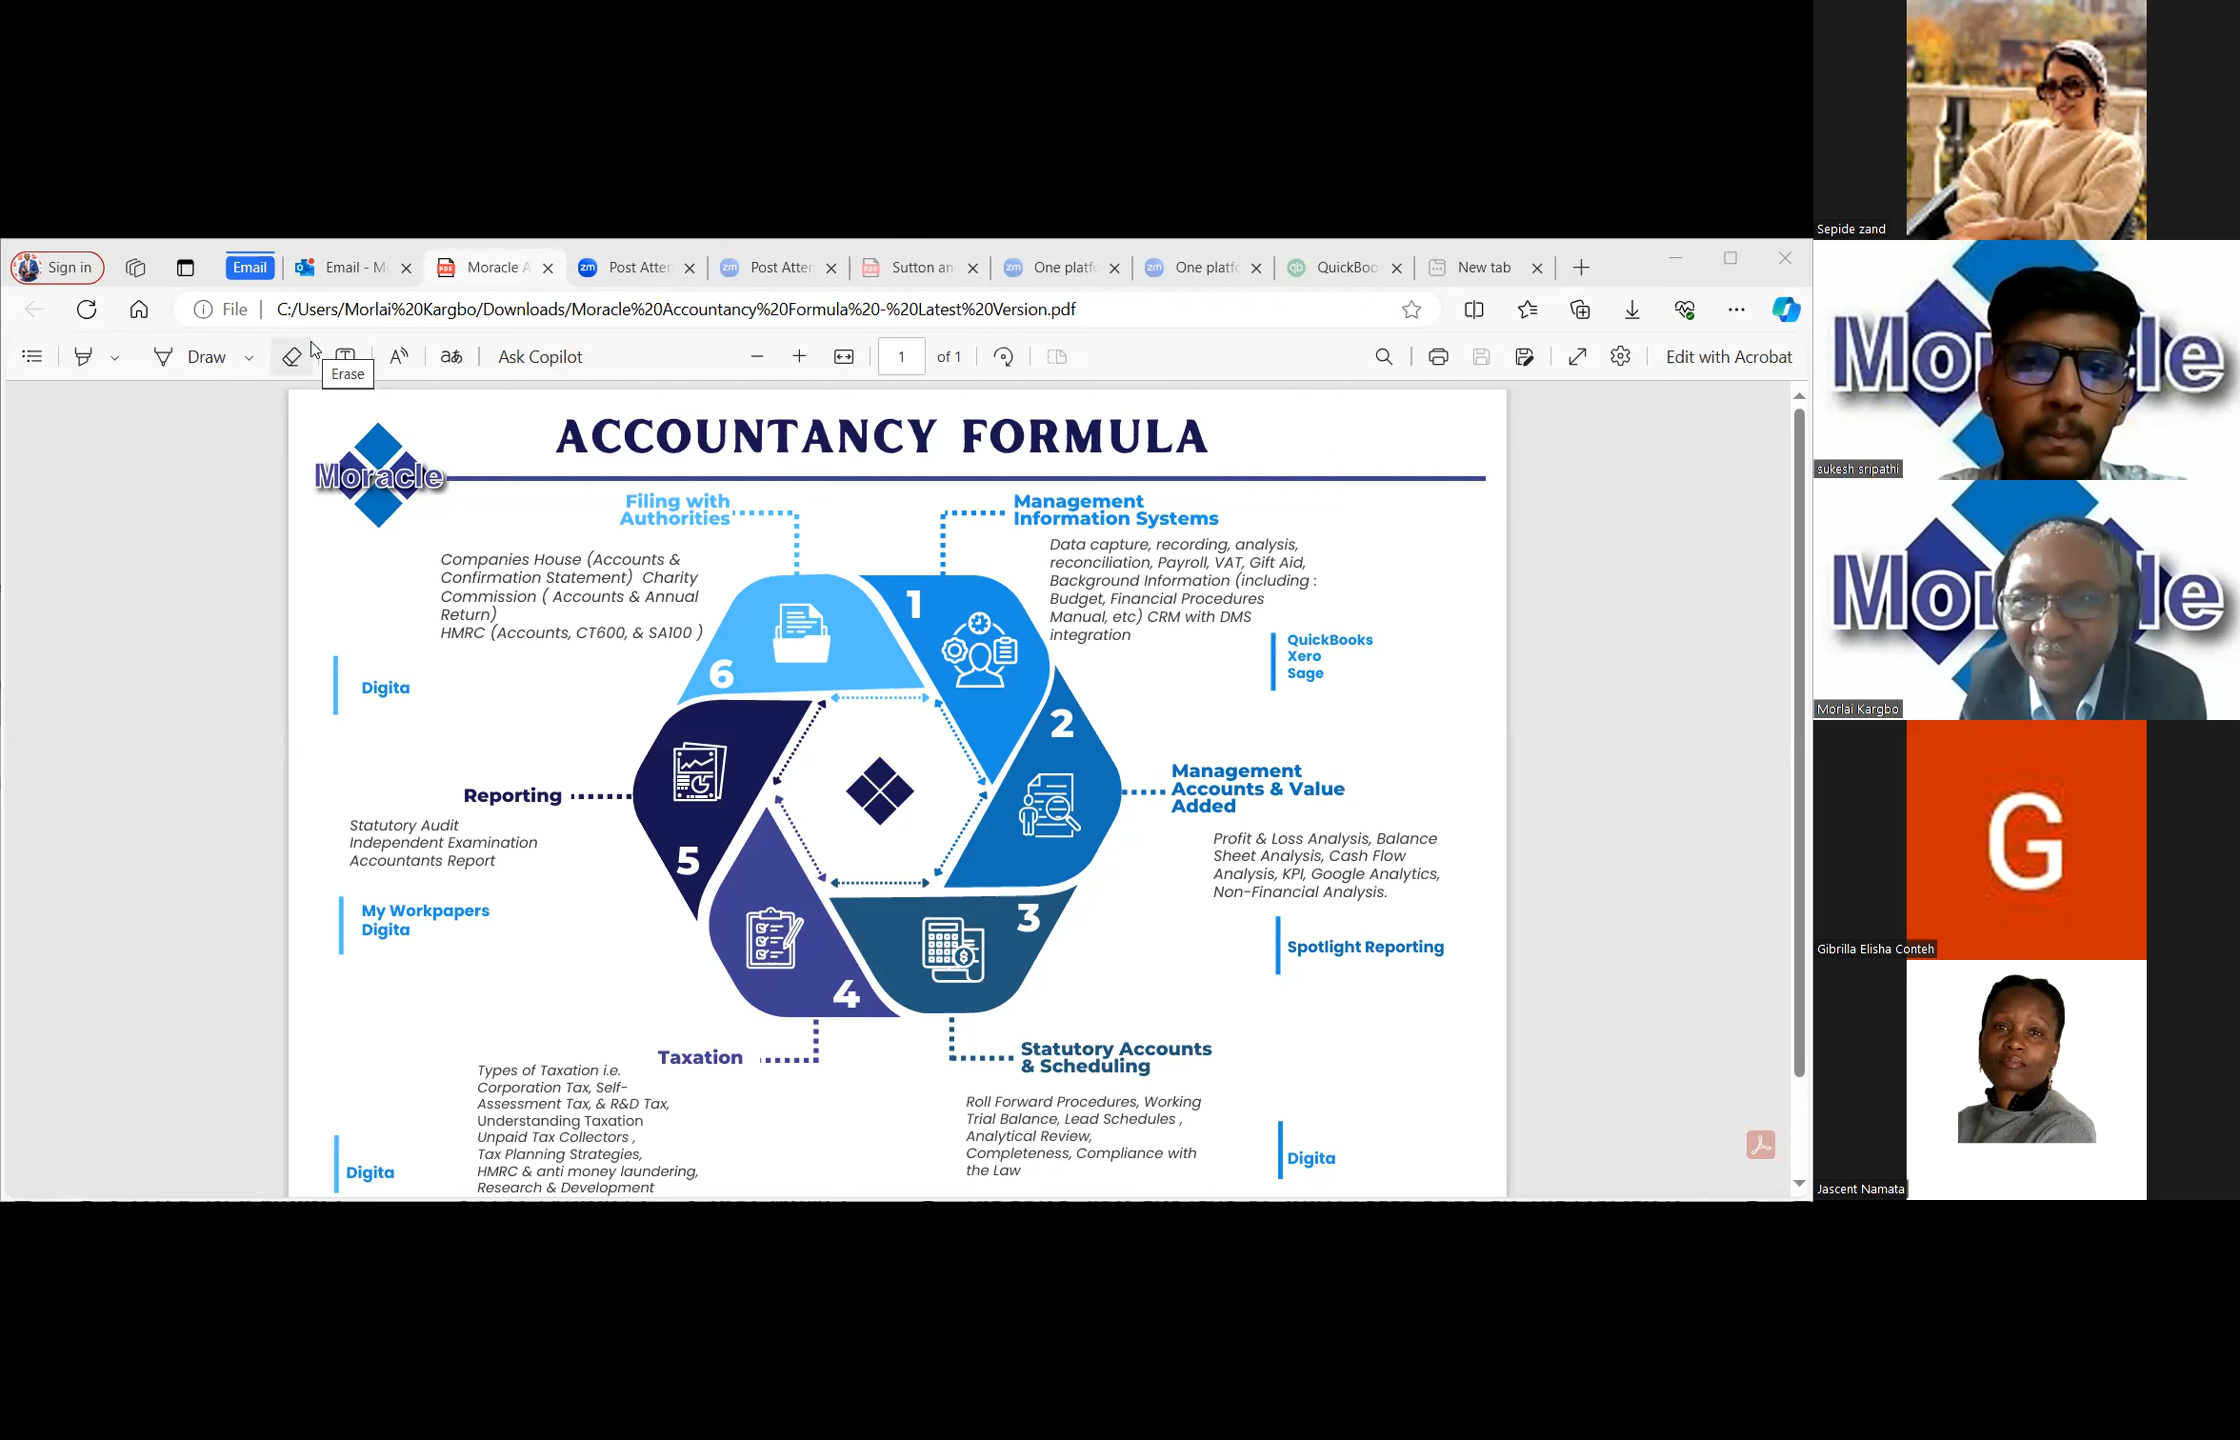 Sign in
Email
Email - Mo
Moracle A
Post Atter
Post Atter
Sutton an
One platfo
One platfo
QuickBoo
New tab
File
C:/Users/Morlai%20Kargbo/Downloads/Moracle%20Accountancy%20Formula%20-%20Latest%20Version.pdf
Draw
Ask Copilot
1
of 1
Edit with Acrobat
Erase
Moracle
ACCOUNTANCY FORMULA
Filing with
Authorities
Companies House (Accounts &
Confirmation Statement) Charity
Commission ( Accounts & Annual
Return)
HMRC (Accounts, CT600, & SA100 )
Digita
Management
Information Systems
Data capture, recording, analysis,
reconciliation, Payroll, VAT, Gift Aid,
Background Information (including :
Budget, Financial Procedures
Manual, etc) CRM with DMS
integration
QuickBooks
Xero
Sage
1
6
2
5
3
4
Reporting
Statutory Audit
Independent Examination
Accountants Report
My Workpapers
Digita
Management
Accounts & Value
Added
Profit & Loss Analysis, Balance
Sheet Analysis, Cash Flow
Analysis, KPI, Google Analytics,
Non-Financial Analysis.
Spotlight Reporting
Taxation
Types of Taxation i.e.
Corporation Tax, Self-
Assessment Tax, & R&D Tax,
Understanding Taxation
Unpaid Tax Collectors ,
Tax Planning Strategies,
HMRC & anti money laundering,
Research & Development
Digita
Statutory Accounts
& Scheduling
Roll Forward Procedures, Working
Trial Balance, Lead Schedules ,
Analytical Review,
Completeness, Compliance with
the Law
Digita
Sepide zand
sukesh sripathi
Morlai Kargbo
G
Gibrilla Elisha Conteh
Jascent Namata